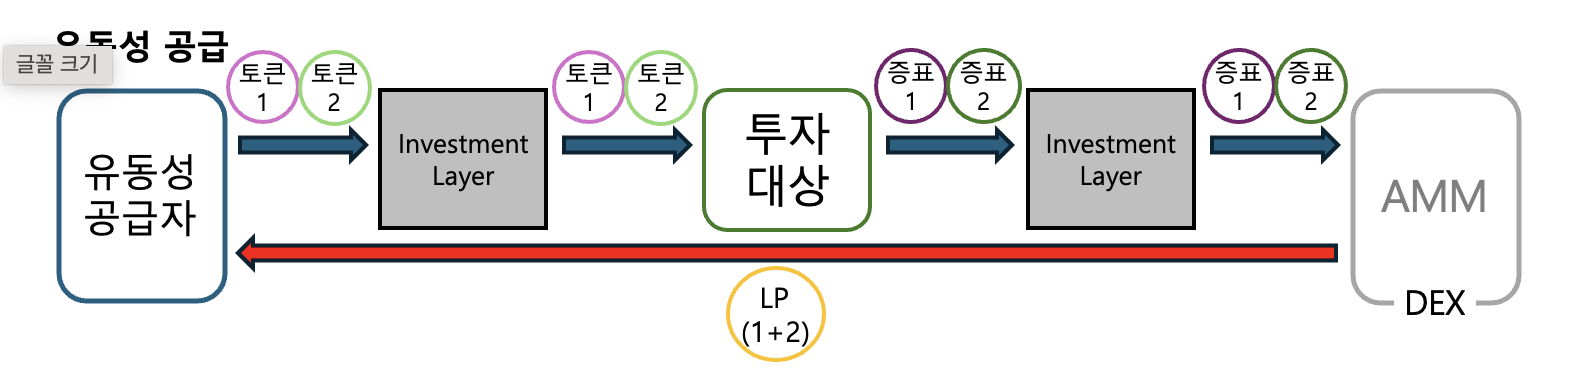 유동성 공급
글꼴 크기
토큰
1
토큰
2
토큰
1
토큰
2
증표
1
증표
2
증표
1
증표
2
유동성
공급자
Investment
Layer
투자
대상
Investment
Layer
AMM
DEX
LP
(1+2)